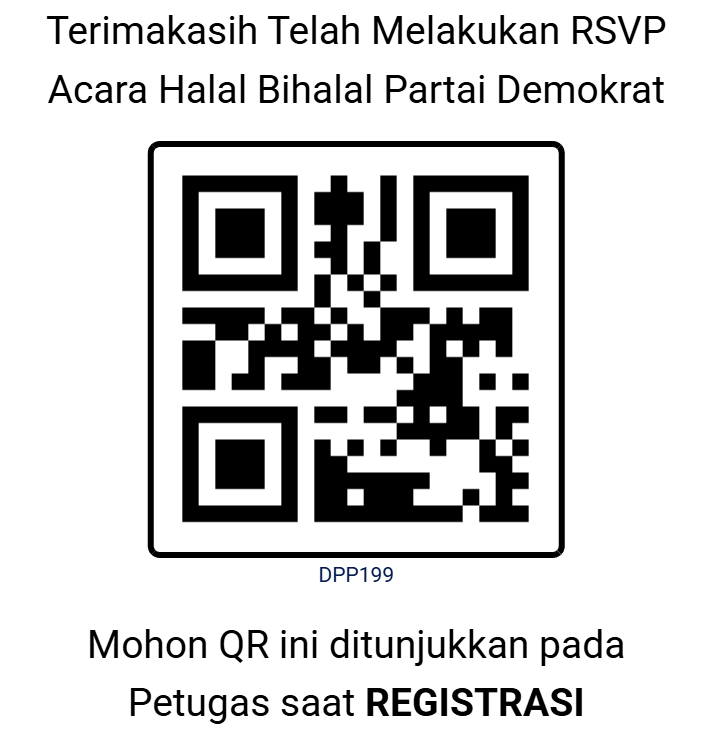 Terimakasih Telah Melakukan RSVP
Acara Halal Bihalal Partai Demokrat
DPP199
Mohon QR ini ditunjukkan pada
Petugas saat REGISTRASI